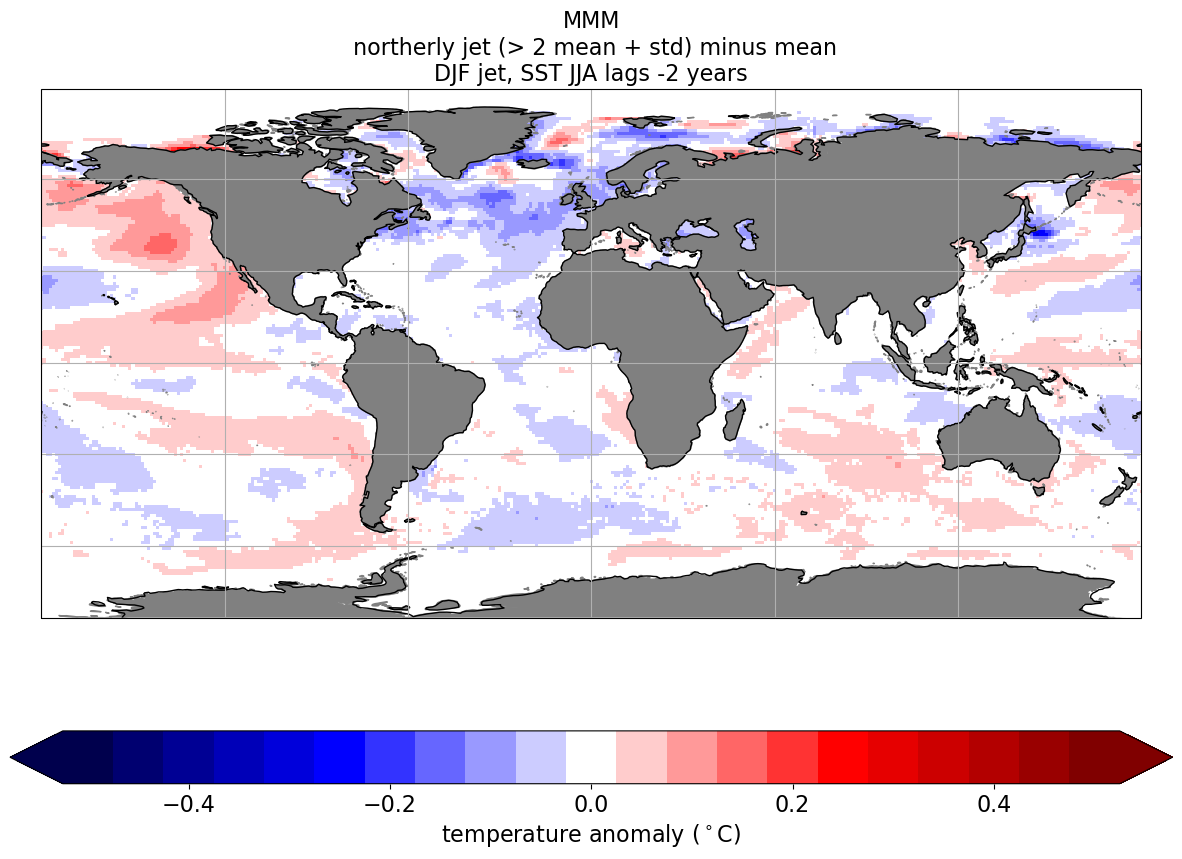 MMM
northerly jet (> 2 mean + std) minus mean
DJF jet, SST JJA lags -2 years
−0.4 −0.2 0.0 0.2 0.4
temperature anomaly (°C)